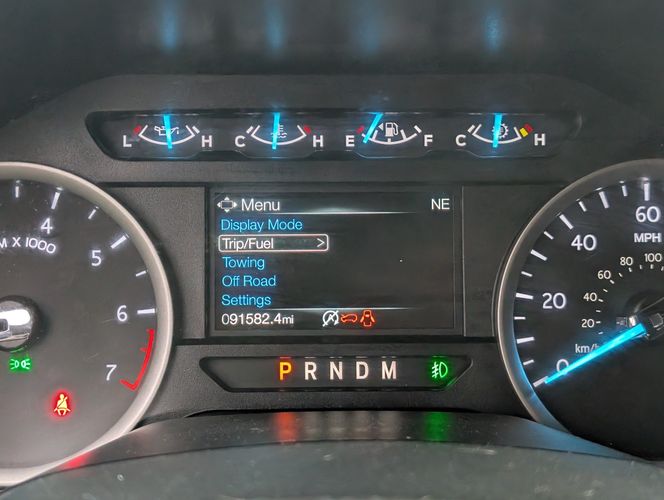 L H C H E F C H
Menu NE
Display Mode
Trip/Fuel >
Towing
Off Road
Settings
091582.4mi
P R N D M
4
M X 1000
5
6
7
60
MPH
40
20
0
100
80
60
40
20
km/h